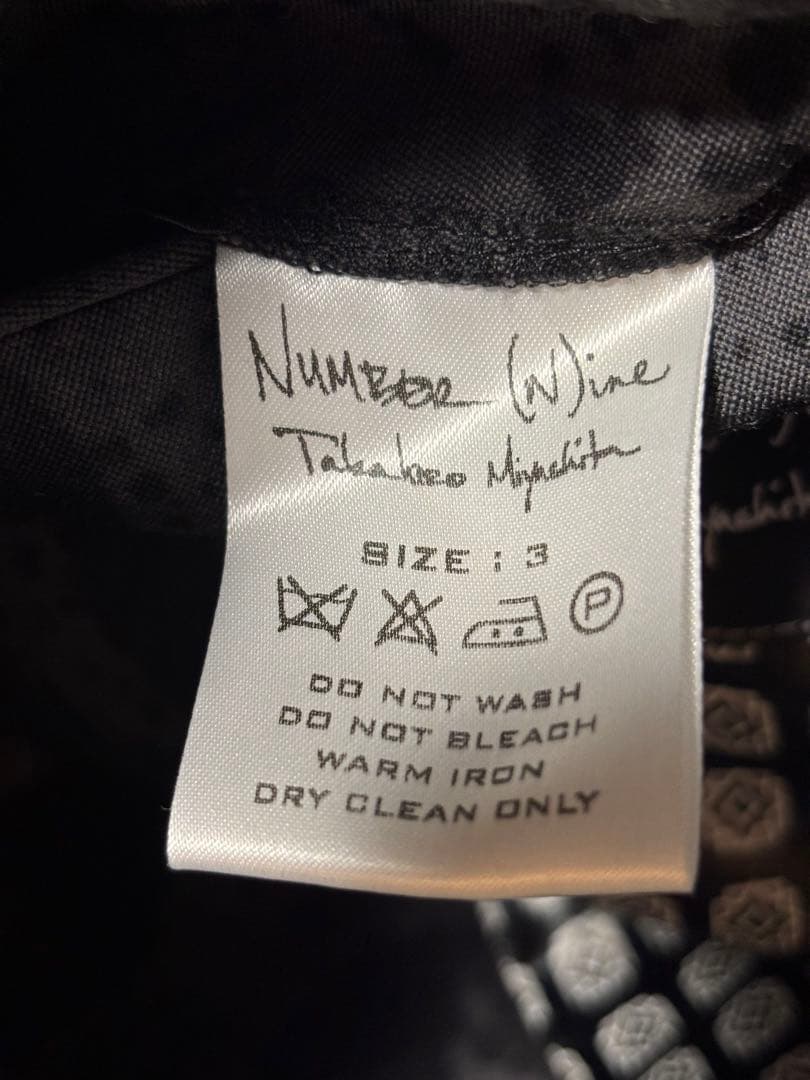 NUMBER (N)ine
Takahiro Miyashita
SIZE : 3
P
DO NOT WASH
DO NOT BLEACH
WARM IRON
DRY CLEAN ONLY